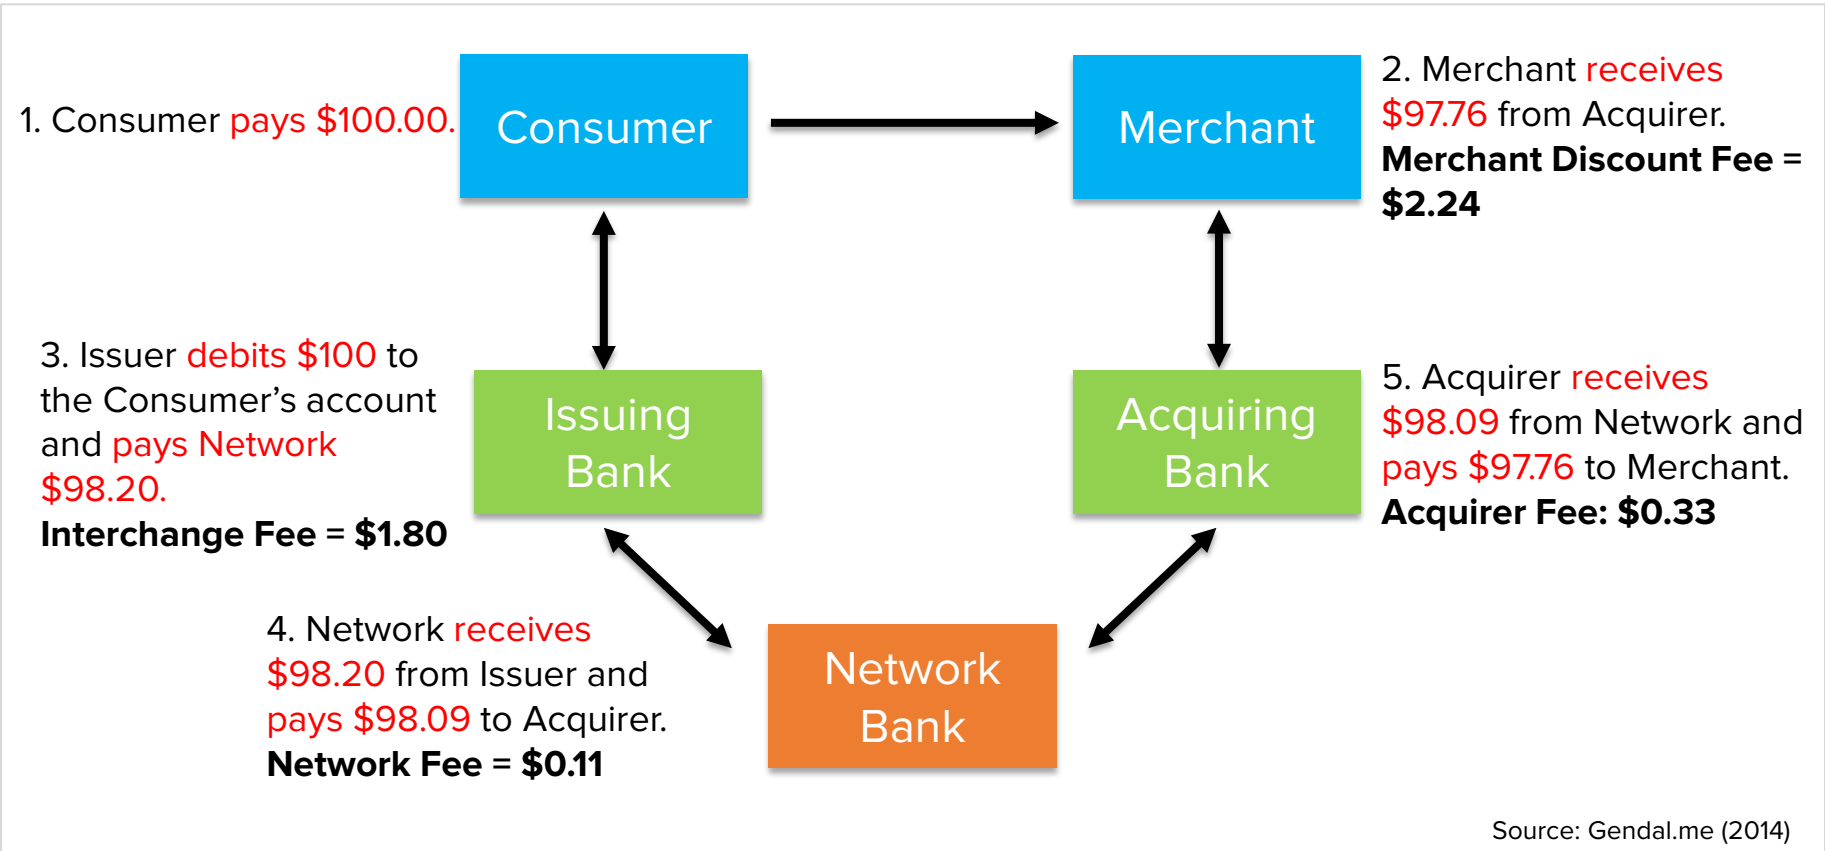 1. Consumer pays $100.00.
Consumer
Merchant
2. Merchant receives
$97.76 from Acquirer.
Merchant Discount Fee =
$2.24
3. Issuer debits $100 to
the Consumer’s account
and pays Network
$98.20.
Interchange Fee = $1.80
Issuing
Bank
Acquiring
Bank
5. Acquirer receives
$98.09 from Network and
pays $97.76 to Merchant.
Acquirer Fee: $0.33
4. Network receives
$98.20 from Issuer and
pays $98.09 to Acquirer.
Network Fee = $0.11
Network
Bank
Source: Gendal.me (2014)